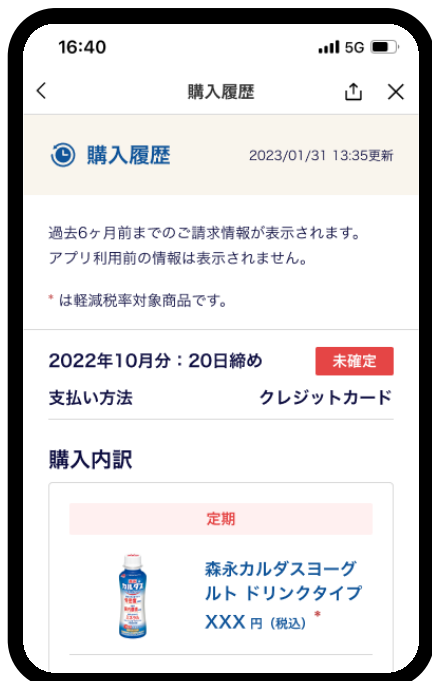 16:40
5G
購入履歴
購入履歴
2023/01/31 13:35更新
過去6ヶ月前までのご請求情報が表示されます。
アプリ利用前の情報は表示されません。
* は軽減税率対象商品です。
2022年10月分：20日締め
未確定
支払い方法
クレジットカード
購入内訳
定期
森永カルダスヨーグ
ルト ドリンクタイプ
XXX 円（税込） *
カルダス